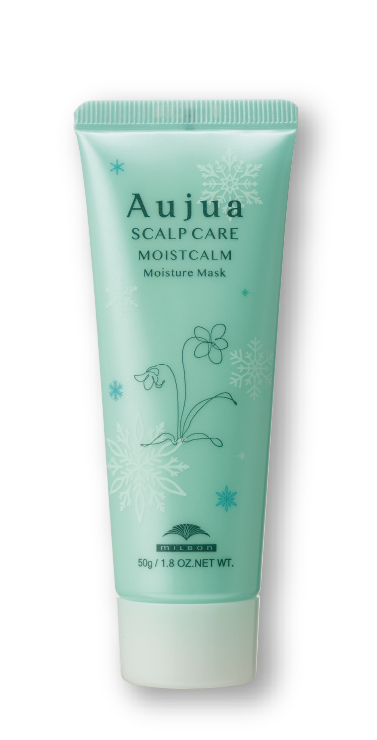 Aujua
SCALP CARE
MOISTCALM
Moisture Mask
MILBON
50g / 1.8 OZ.NET WT.